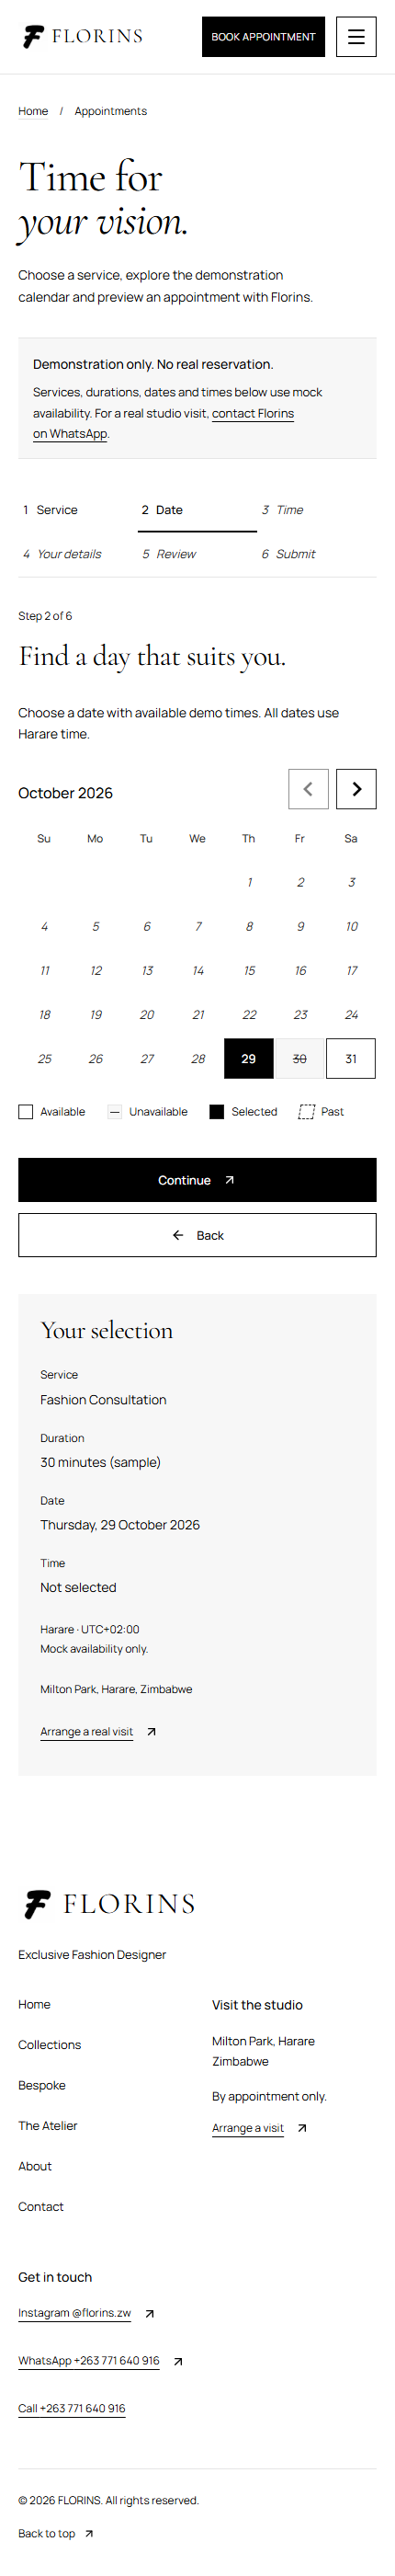 FLORINS
BOOK APPOINTMENT
Home / Appointments
Time for
your vision.
Choose a service, explore the demonstration
calendar and preview an appointment with Florins.
Demonstration only. No real reservation.
Services, durations, dates and times below use mock
availability. For a real studio visit, contact Florins
on WhatsApp.
1 Service 2 Date 3 Time
4 Your details 5 Review 6 Submit
Step 2 of 6
Find a day that suits you.
Choose a date with available demo times. All dates use
Harare time.
October 2026
Su Mo Tu We Th Fr Sa
1 2 3
4 5 6 7 8 9 10
11 12 13 14 15 16 17
18 19 20 21 22 23 24
25 26 27 28 29 30 31
Available Unavailable Selected Past
Continue
Back
Your selection
Service
Fashion Consultation
Duration
30 minutes (sample)
Date
Thursday, 29 October 2026
Time
Not selected
Harare · UTC+02:00
Mock availability only.
Milton Park, Harare, Zimbabwe
Arrange a real visit
FLORINS
Exclusive Fashion Designer
Home
Collections
Bespoke
The Atelier
About
Contact
Visit the studio
Milton Park, Harare
Zimbabwe
By appointment only.
Arrange a visit
Get in touch
Instagram @florins.zw
WhatsApp +263 771 640 916
Call +263 771 640 916
© 2026 FLORINS. All rights reserved.
Back to top